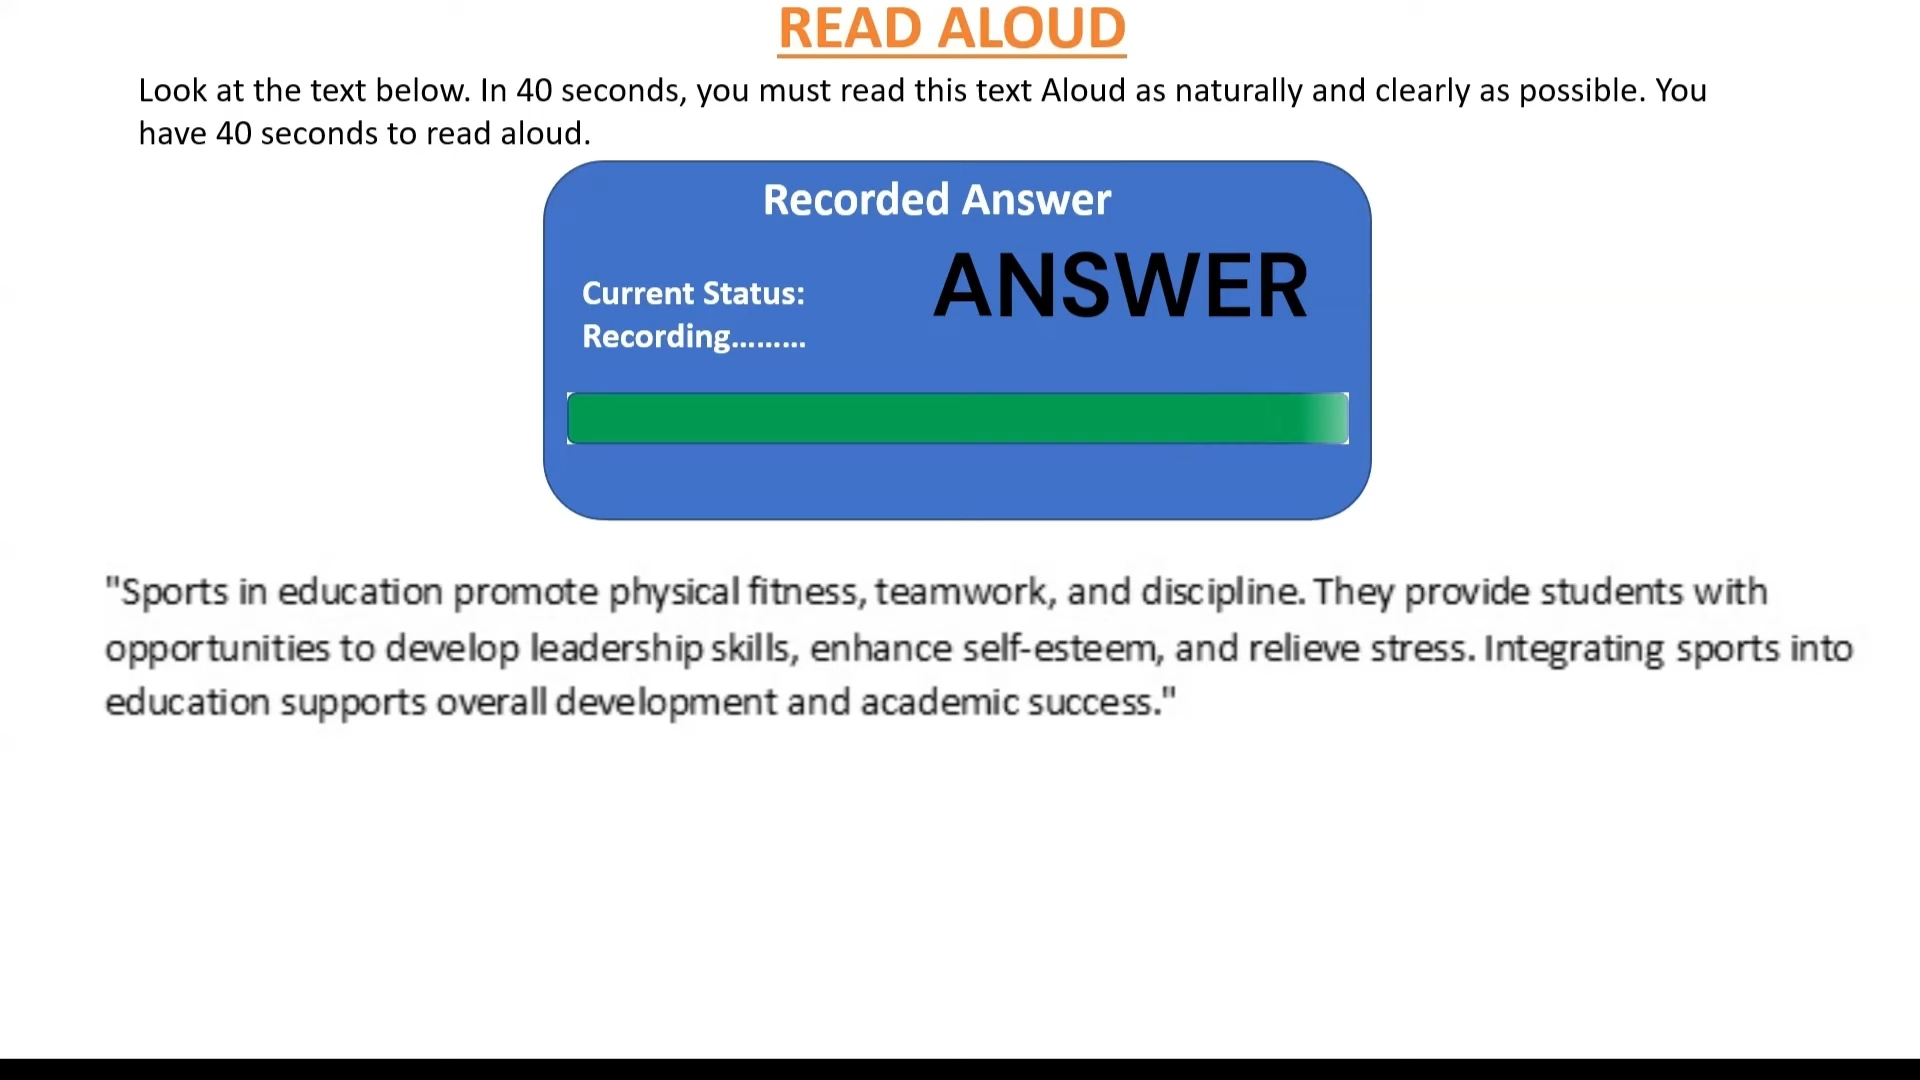 READ ALOUD
Look at the text below. In 40 seconds, you must read this text Aloud as naturally and clearly as possible. You
have 40 seconds to read aloud.
Recorded Answer
ANSWER
Current Status:
Recording.........
"Sports in education promote physical fitness, teamwork, and discipline. They provide students with
opportunities to develop leadership skills, enhance self-esteem, and relieve stress. Integrating sports into
education supports overall development and academic success."